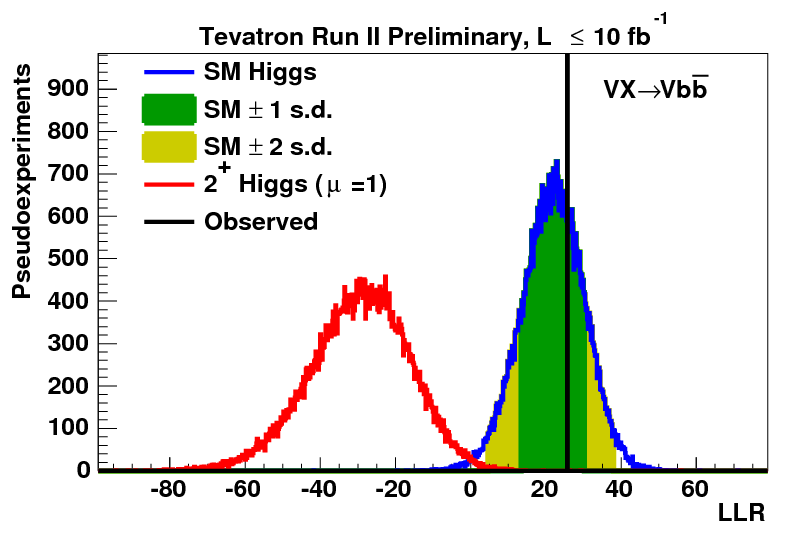 Tevatron Run II Preliminary, L ≤ 10 fb⁻¹
SM Higgs
SM ± 1 s.d.
SM ± 2 s.d.
2⁺ Higgs (μ =1)
Observed
VX→Vbb̅
Pseudoexperiments
900
800
700
600
500
400
300
200
100
0
-80 -60 -40 -20 0 20 40 60
LLR